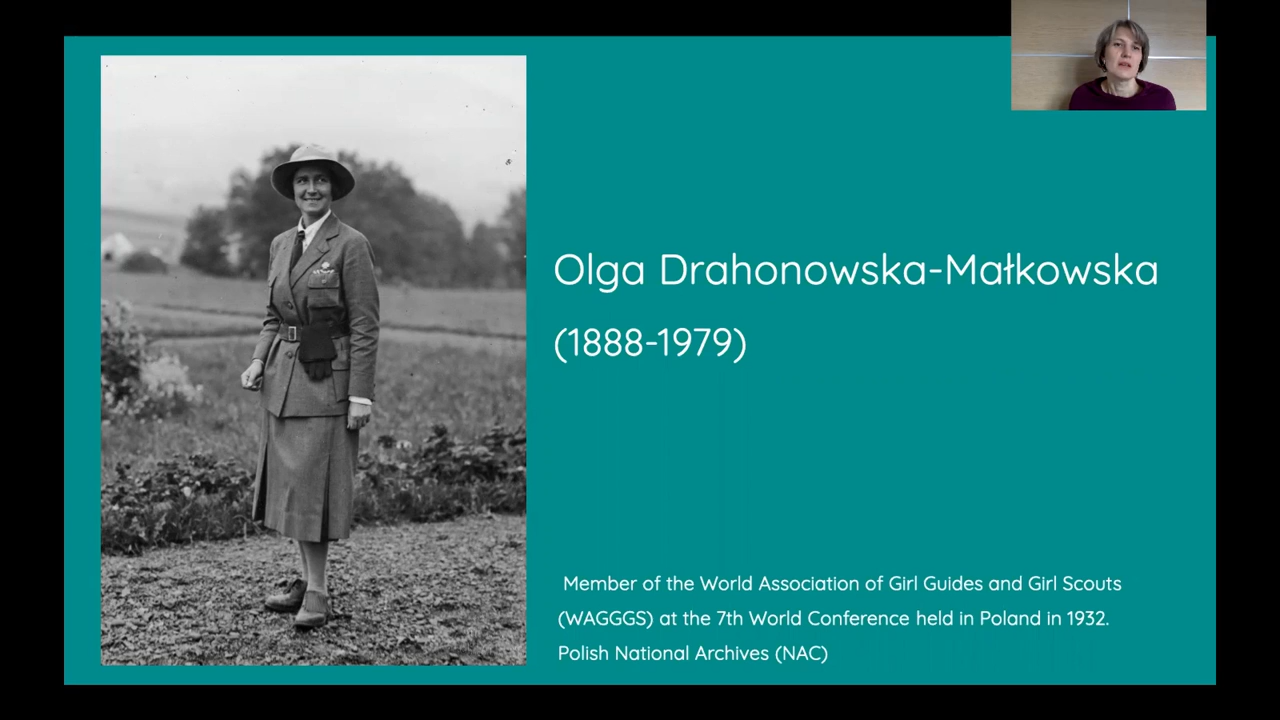 Olga Drahonowska-Małkowska
(1888-1979)
Member of the World Association of Girl Guides and Girl Scouts
(WAGGGS) at the 7th World Conference held in Poland in 1932.
Polish National Archives (NAC)